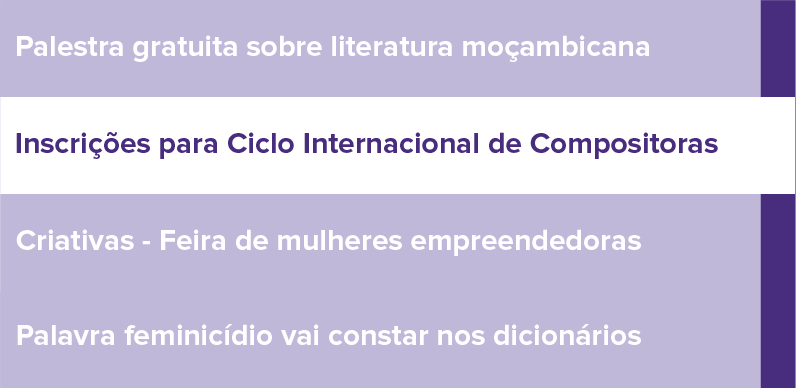 Palestra gratuita sobre literatura moçambicana
Inscrições para Ciclo Internacional de Compositoras
Criativas - Feira de mulheres empreendedoras
Palavra feminicídio vai constar nos dicionários